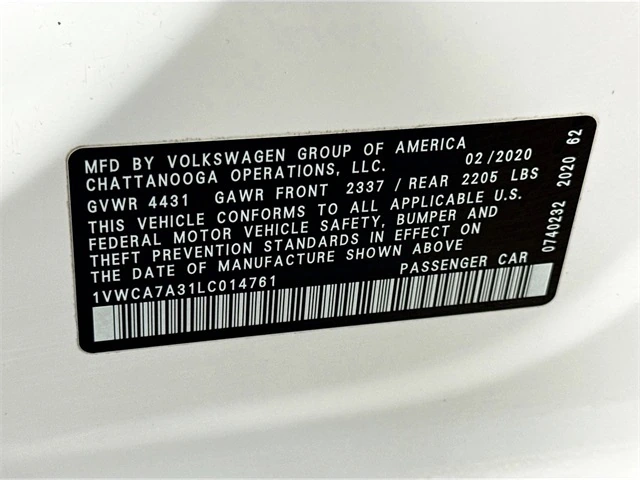 MFD BY VOLKSWAGEN GROUP OF AMERICA
CHATTANOOGA OPERATIONS, LLC. 02/2020
GVWR 4431 GAWR FRONT 2337 / REAR 2205 LBS
THIS VEHICLE CONFORMS TO ALL APPLICABLE U.S.
FEDERAL MOTOR VEHICLE SAFETY, BUMPER AND
THEFT PREVENTION STANDARDS IN EFFECT ON
THE DATE OF MANUFACTURE SHOWN ABOVE
1VWCA7A31LC014761 PASSENGER CAR
0740232 2020 62